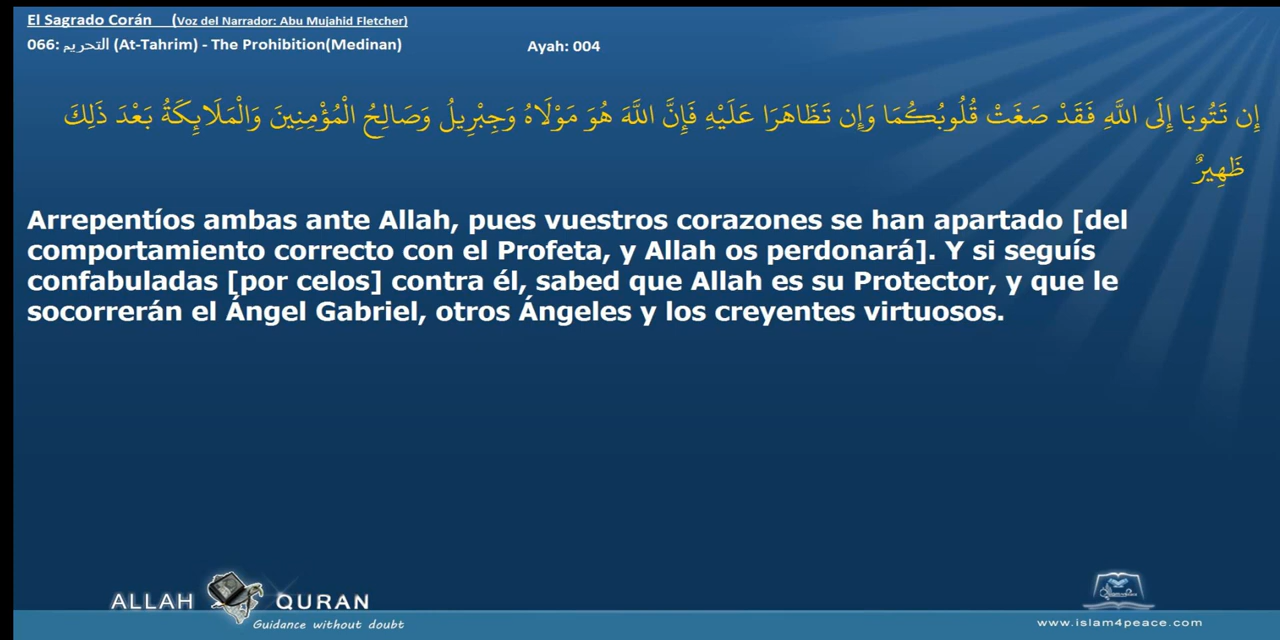 El Sagrado Corán (Voz del Narrador: Abu Mujahid Fletcher)
066: التحريم (At-Tahrim) - The Prohibition(Medinan)
Ayah: 004
إِن تَتُوبَا إِلَى اللَّهِ فَقَدْ صَغَتْ قُلُوبُكُمَا وَإِن تَظَاهَرَا عَلَيْهِ فَإِنَّ اللَّهَ هُوَ مَوْلَاهُ وَجِبْرِيلُ وَصَالِحُ الْمُؤْمِنِينَ وَالْمَلَائِكَةُ بَعْدَ ذَلِكَ
ظَهِيرٌ
Arrepentíos ambas ante Allah, pues vuestros corazones se han apartado [del
comportamiento correcto con el Profeta, y Allah os perdonará]. Y si seguís
confabuladas [por celos] contra él, sabed que Allah es su Protector, y que le
socorrerán el Ángel Gabriel, otros Ángeles y los creyentes virtuosos.
ALLAH QURAN
Guidance without doubt
www.islam4peace.com